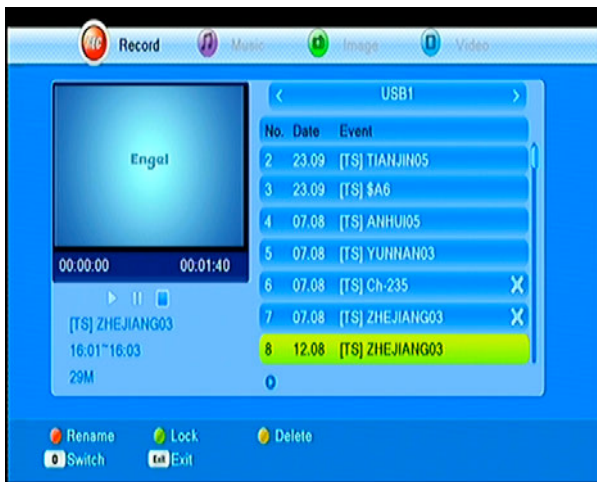 Record Music Image Video
Engel
00:00:00 00:01:40
[TS] ZHEJIANG03
16:01~16:03
29M
USB1
No. Date Event
2 23.09 [TS] TIANJIN05
3 23.09 [TS] $A6
4 07.08 [TS] ANHUI05
5 07.08 [TS] YUNNAN03
6 07.08 [TS] Ch-235
7 07.08 [TS] ZHEJIANG03
8 12.08 [TS] ZHEJIANG03
Rename Lock Delete
0 Switch Exit Exit